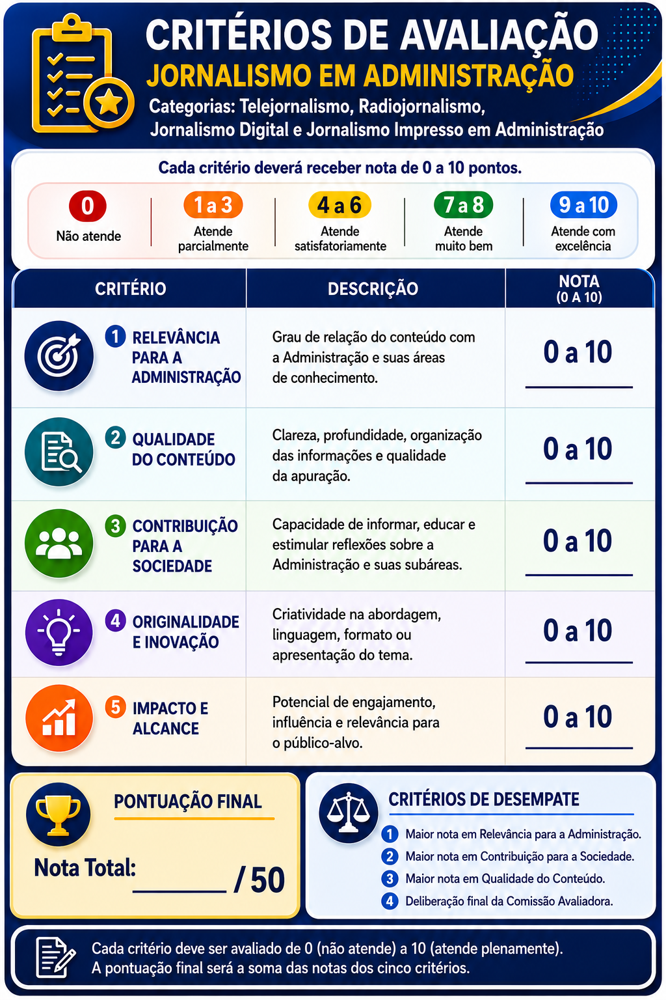 CRITÉRIOS DE AVALIAÇÃO
JORNALISMO EM ADMINISTRAÇÃO
Categorias: Telejornalismo, Radiojornalismo,
Jornalismo Digital e Jornalismo Impresso em Administração
Cada critério deverá receber nota de 0 a 10 pontos.
0
Não atende
1 a 3
Atende
parcialmente
4 a 6
Atende
satisfatoriamente
7 a 8
Atende
muito bem
9 a 10
Atende com
excelência
CRITÉRIO
DESCRIÇÃO
NOTA
(0 A 10)
1 RELEVÂNCIA
PARA A
ADMINISTRAÇÃO
Grau de relação do conteúdo com
a Administração e suas áreas
de conhecimento.
0 a 10
2 QUALIDADE
DO CONTEÚDO
Clareza, profundidade, organização
das informações e qualidade
da apuração.
0 a 10
3 CONTRIBUIÇÃO
PARA A
SOCIEDADE
Capacidade de informar, educar e
estimular reflexões sobre a
Administração e suas subáreas.
0 a 10
4 ORIGINALIDADE
E INOVAÇÃO
Criatividade na abordagem,
linguagem, formato ou
apresentação do tema.
0 a 10
5 IMPACTO E
ALCANCE
Potencial de engajamento,
influência e relevância para
o público-alvo.
0 a 10
PONTUAÇÃO FINAL
Nota Total: ______ / 50
CRITÉRIOS DE DESEMPATE
1 Maior nota em Relevância para a Administração.
2 Maior nota em Contribuição para a Sociedade.
3 Maior nota em Qualidade do Conteúdo.
4 Deliberação final da Comissão Avaliadora.
Cada critério deve ser avaliado de 0 (não atende) a 10 (atende plenamente).
A pontuação final será a soma das notas dos cinco critérios.